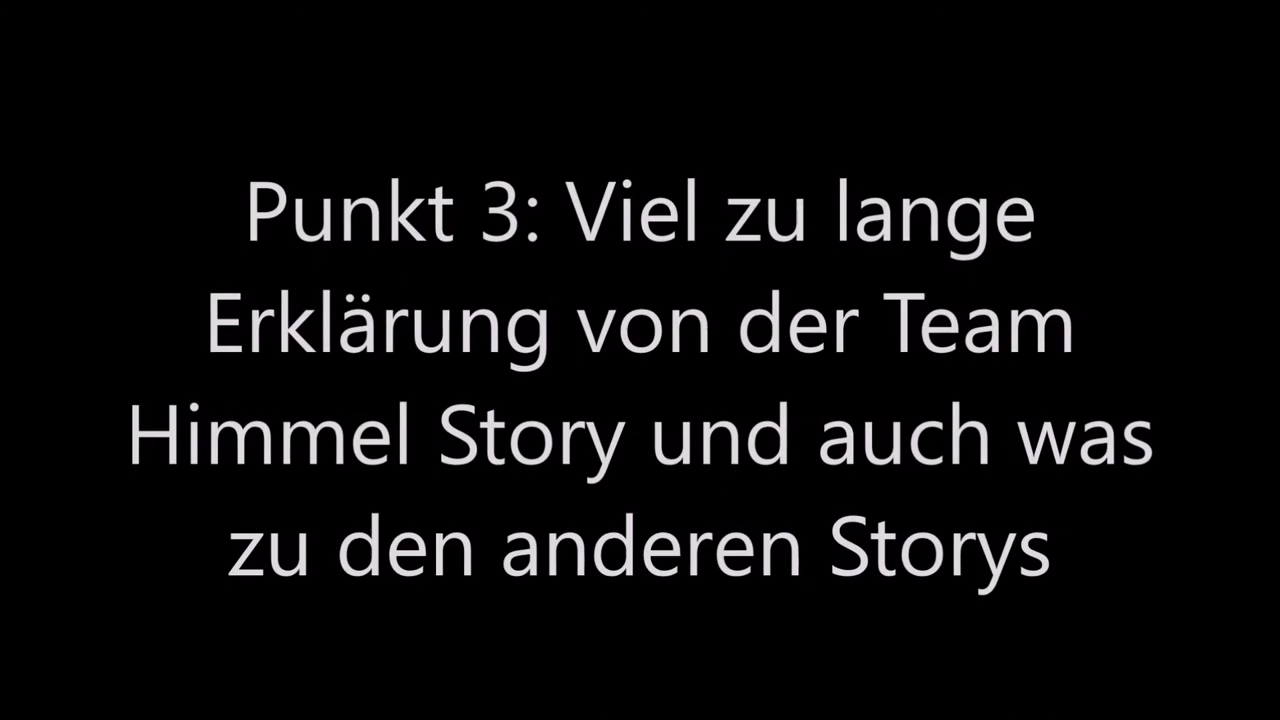 Punkt 3: Viel zu lange
Erklärung von der Team
Himmel Story und auch was
zu den anderen Storys